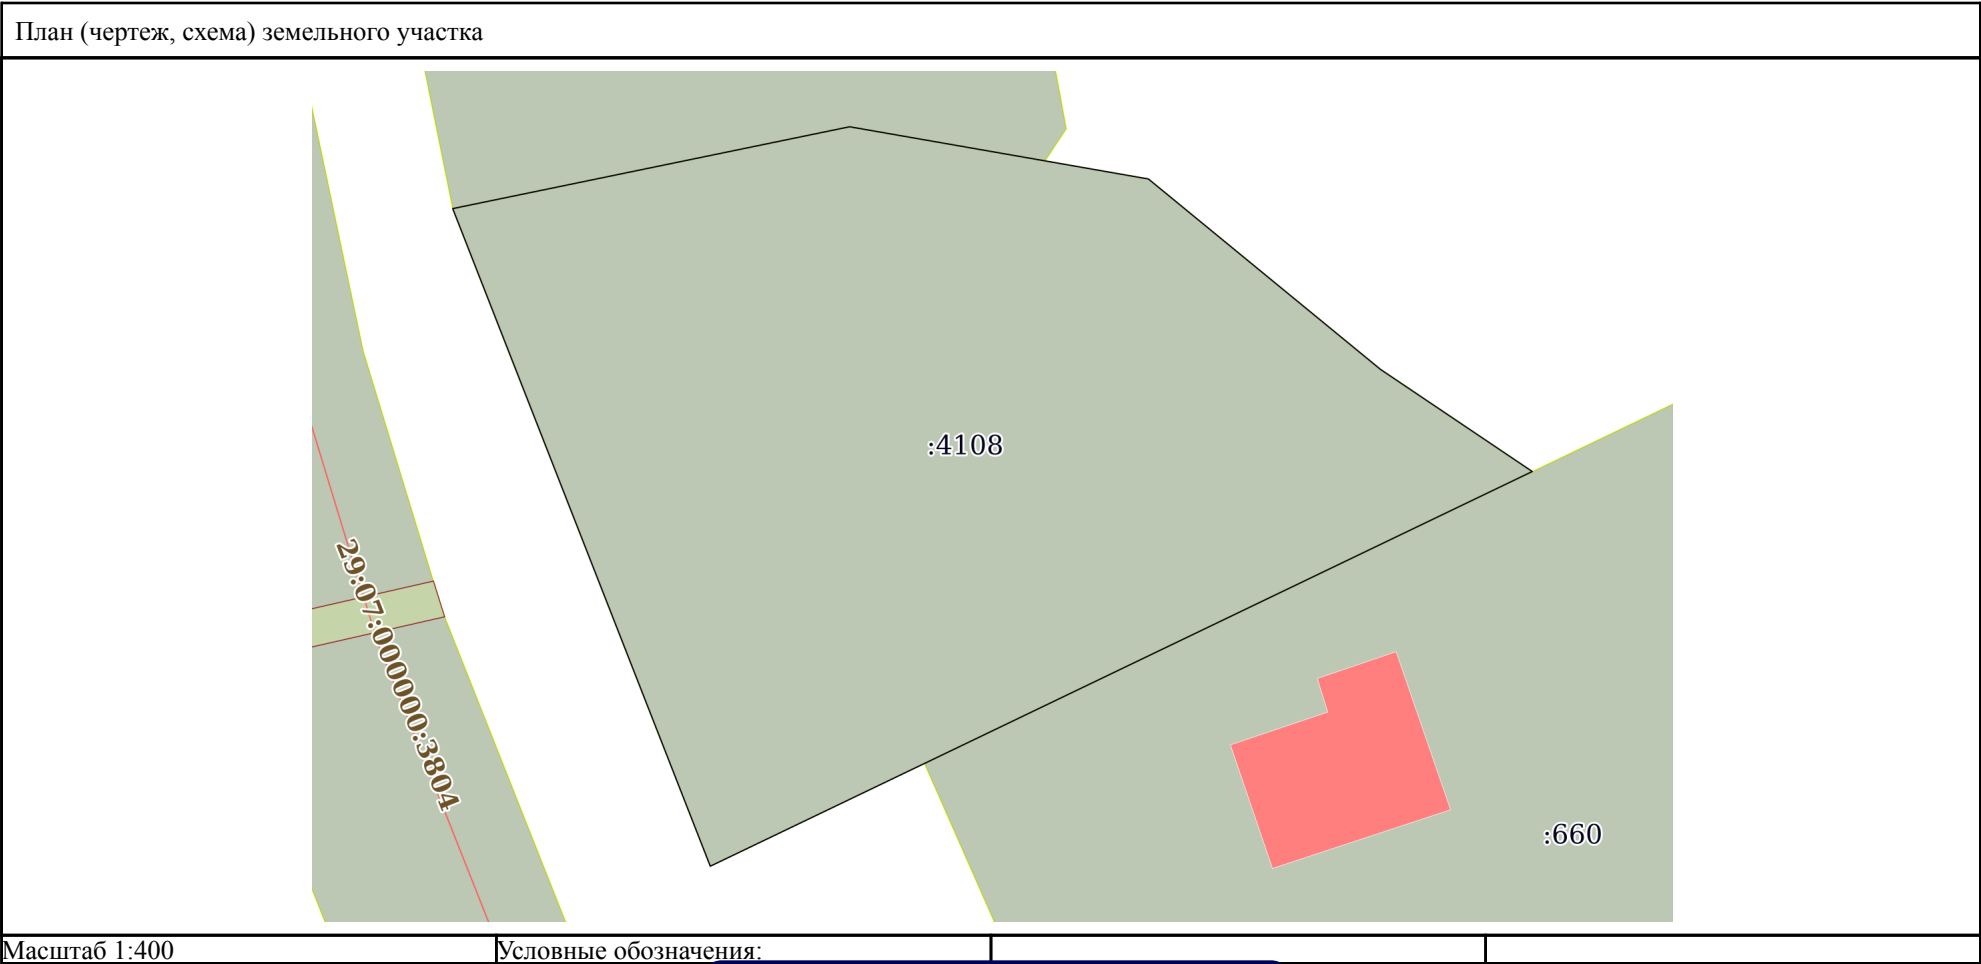 План (чертеж, схема) земельного участка
:4108
29:07:000000:3804
:660
Масштаб 1:400
Условные обозначения: